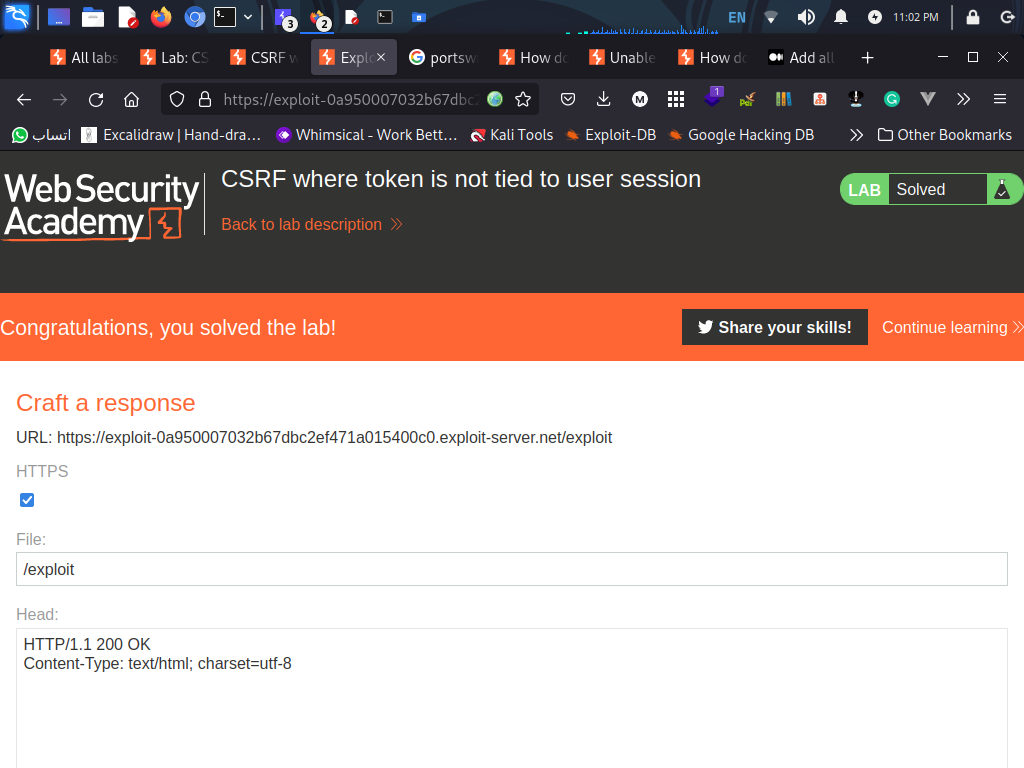 3
2
EN
11:02 PM
All labs
Lab: CS
CSRF w
Explo
portsw
How do
Unable
How do
Add all
https://exploit-0a950007032b67dbc2
1
M
انتساب
Excalidraw | Hand-dra…
Whimsical - Work Bett…
Kali Tools
Exploit-DB
Google Hacking DB
Other Bookmarks
Web Security
Academy
CSRF where token is not tied to user session
Back to lab description
LAB
Solved
Congratulations, you solved the lab!
Share your skills!
Continue learning
Craft a response
URL: https://exploit-0a950007032b67dbc2ef471a015400c0.exploit-server.net/exploit
HTTPS
File:
/exploit
Head:
HTTP/1.1 200 OK
Content-Type: text/html; charset=utf-8